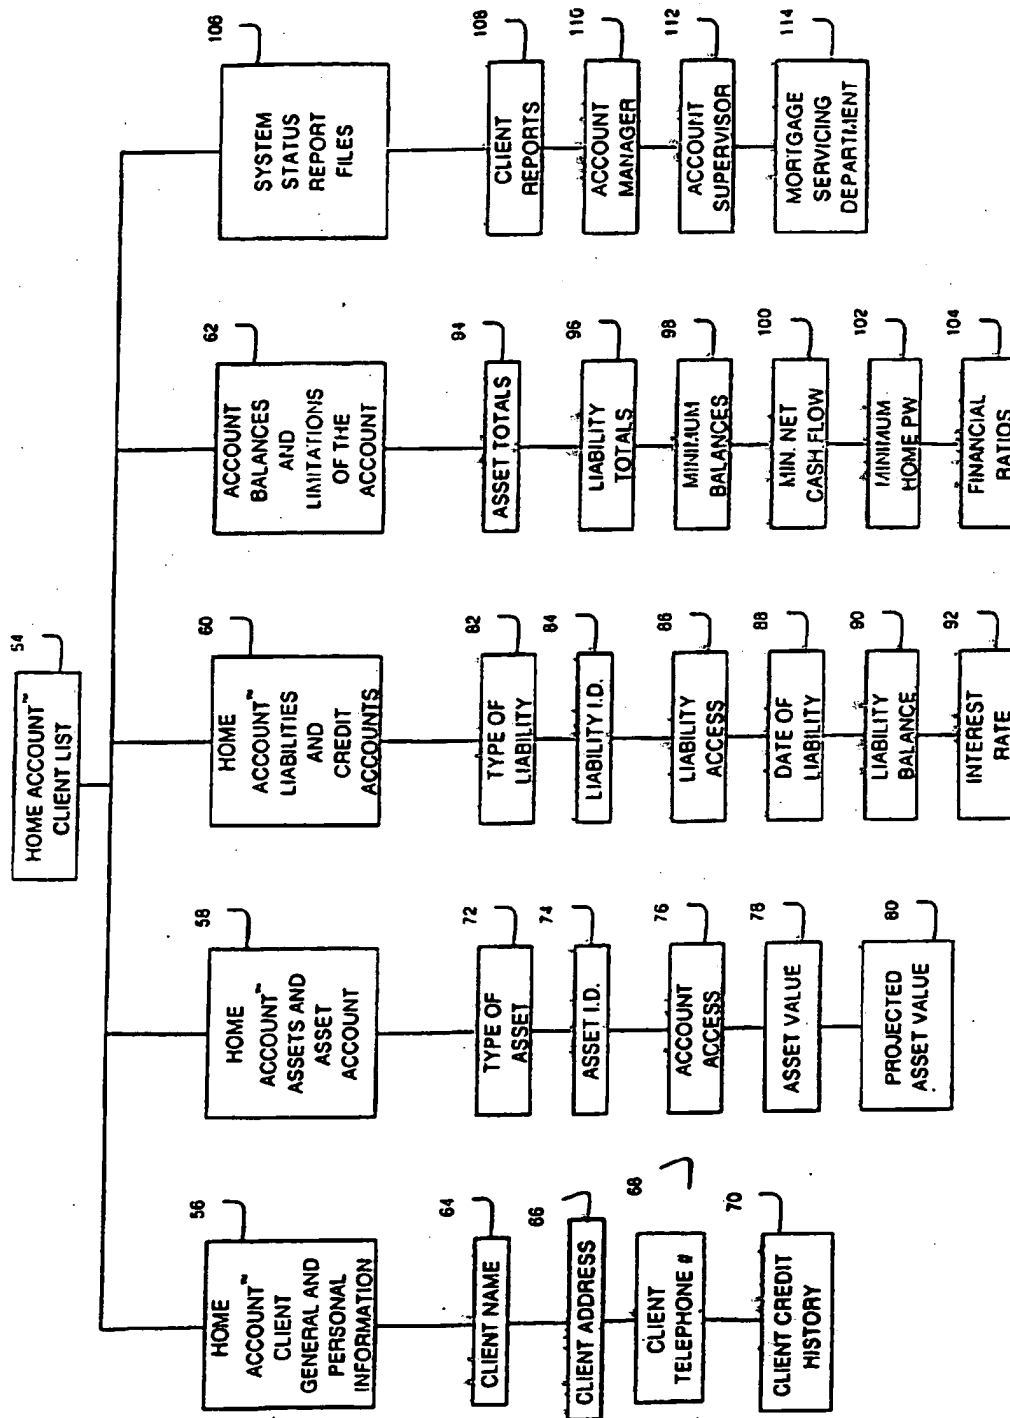 54
HOME ACCOUNT™
CLIENT LIST
56
HOME
ACCOUNT™
CLIENT
GENERAL AND
PERSONAL
INFORMATION
64
CLIENT NAME
66
CLIENT ADDRESS
68
CLIENT
TELEPHONE #
70
CLIENT CREDIT
HISTORY
58
HOME
ACCOUNT™
ASSETS AND
ASSET
ACCOUNT
72
TYPE OF
ASSET
74
ASSET I.D.
76
ACCOUNT
ACCESS
78
ASSET VALUE
80
PROJECTED
ASSET VALUE
60
HOME
ACCOUNT™
LIABILITIES
AND
CREDIT
ACCOUNTS
82
TYPE OF
LIABILITY
84
LIABILITY I.D.
86
LIABILITY
ACCESS
88
DATE OF
LIABILITY
90
LIABILITY
BALANCE
92
INTEREST
RATE
62
ACCOUNT
BALANCES
AND
LIMITATIONS
OF THE
ACCOUNT
94
ASSET TOTALS
96
LIABILITY
TOTALS
98
MINIMUM
BALANCES
100
MIN. NET
CASH FLOW
102
MINIMUM
HOME PW
104
FINANCIAL
RATIOS
106
SYSTEM
STATUS
REPORT
FILES
108
CLIENT
REPORTS
110
ACCOUNT
MANAGER
112
ACCOUNT
SUPERVISOR
114
MORTGAGE
SERVICING
DEPARTMENT